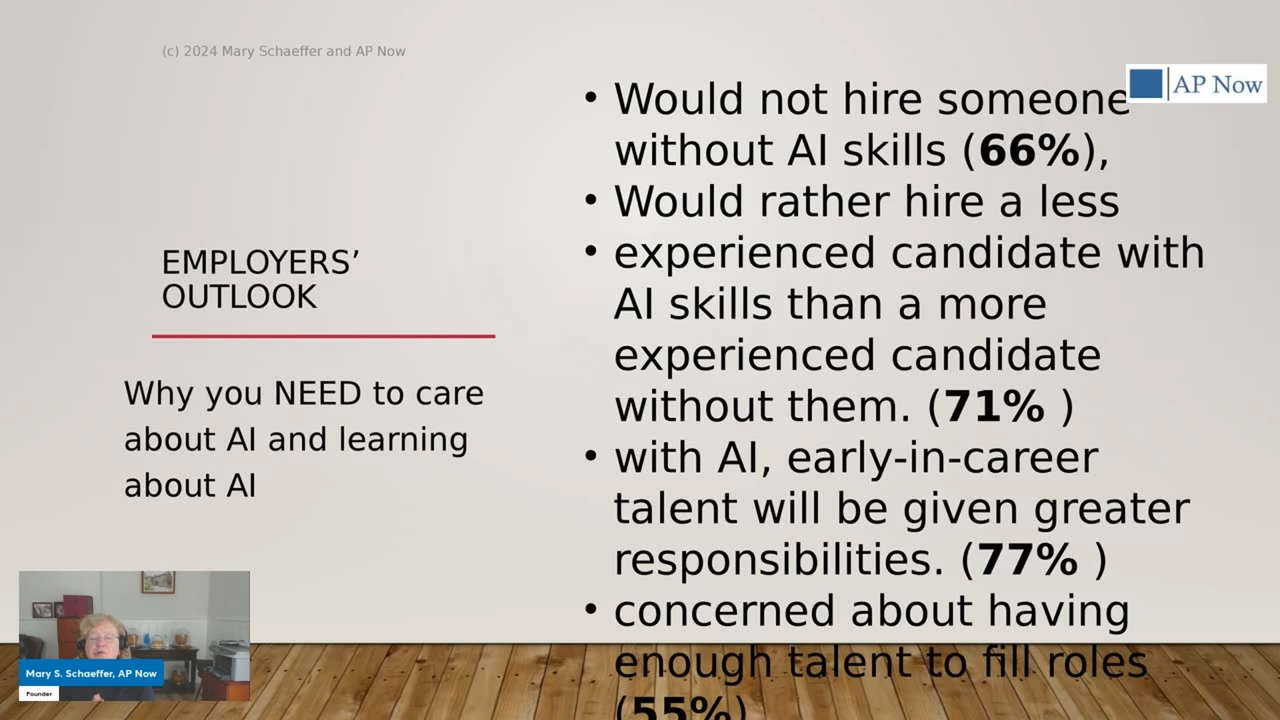 (c) 2024 Mary Schaeffer and AP Now
AP Now
EMPLOYERS’
OUTLOOK
Why you NEED to care
about AI and learning
about AI
• Would not hire someone
without AI skills (66%),
• Would rather hire a less
• experienced candidate with
AI skills than a more
experienced candidate
without them. (71% )
• with AI, early-in-career
talent will be given greater
responsibilities. (77% )
• concerned about having
enough talent to fill roles
(55%)
Mary S. Schaeffer, AP Now
Founder